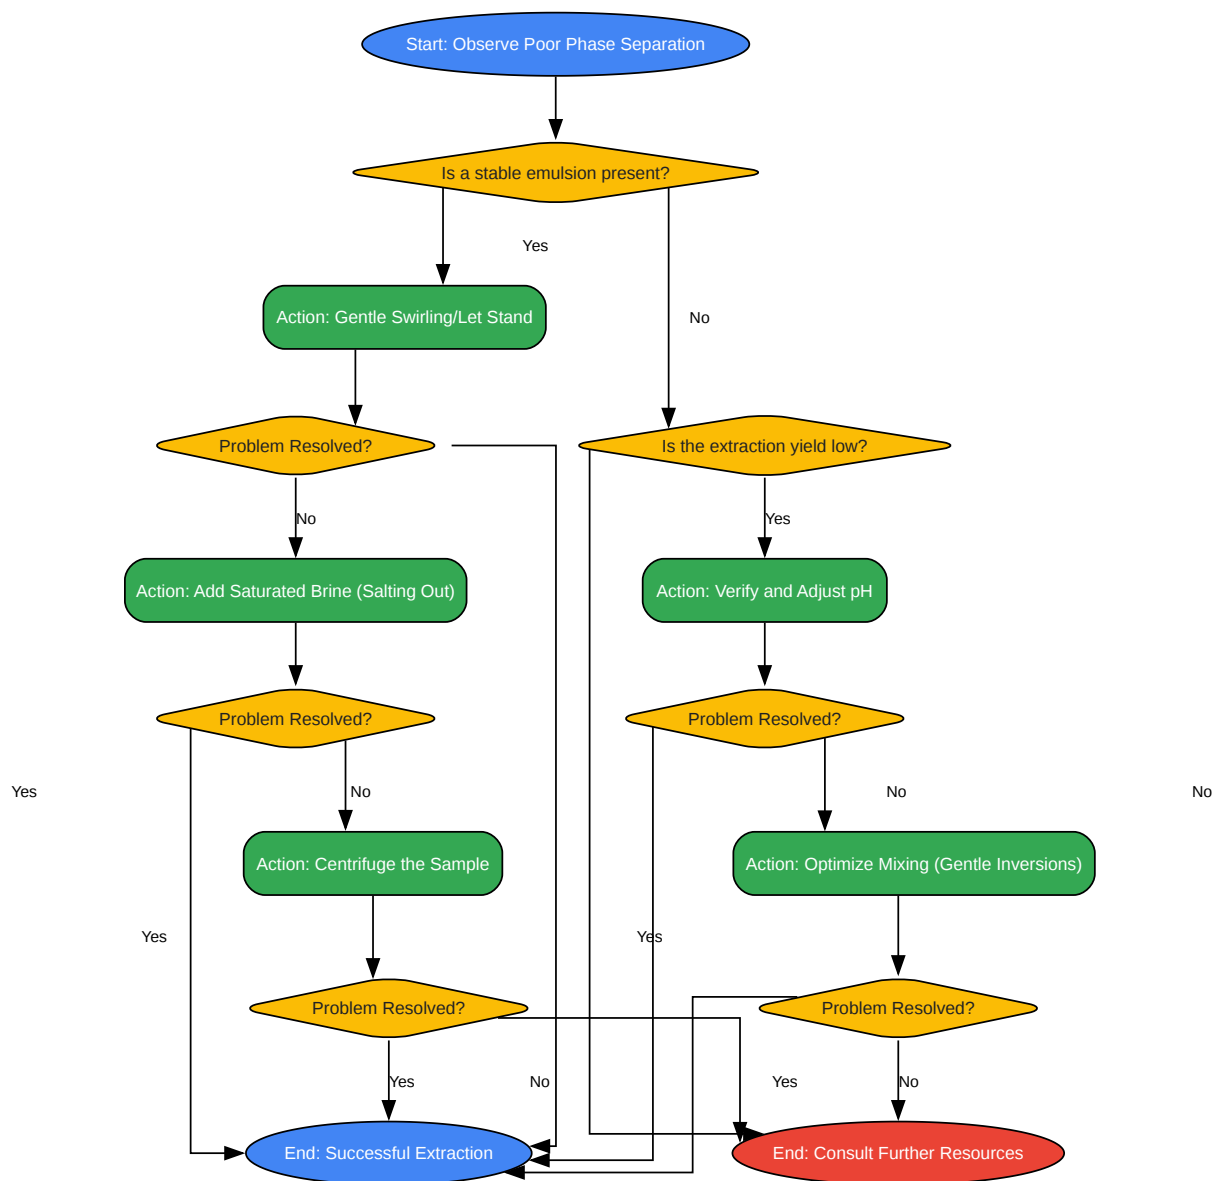 Start: Observe Poor Phase Separation
Is a stable emulsion present?
Yes
Action: Gentle Swirling/Let Stand
No
Problem Resolved?
Is the extraction yield low?
No
Yes
Action: Add Saturated Brine (Salting Out)
Action: Verify and Adjust pH
Problem Resolved?
Problem Resolved?
Yes
No
No
No
Action: Centrifuge the Sample
Action: Optimize Mixing (Gentle Inversions)
Yes
Yes
Problem Resolved?
Problem Resolved?
Yes
No
Yes
No
End: Successful Extraction
End: Consult Further Resources